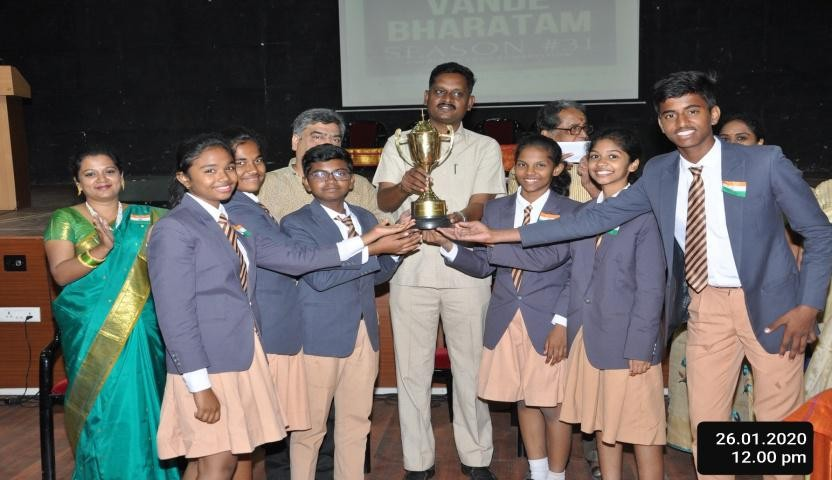 VANDE
BHARATAM
SEASON #31
26.01.2020
12.00 pm